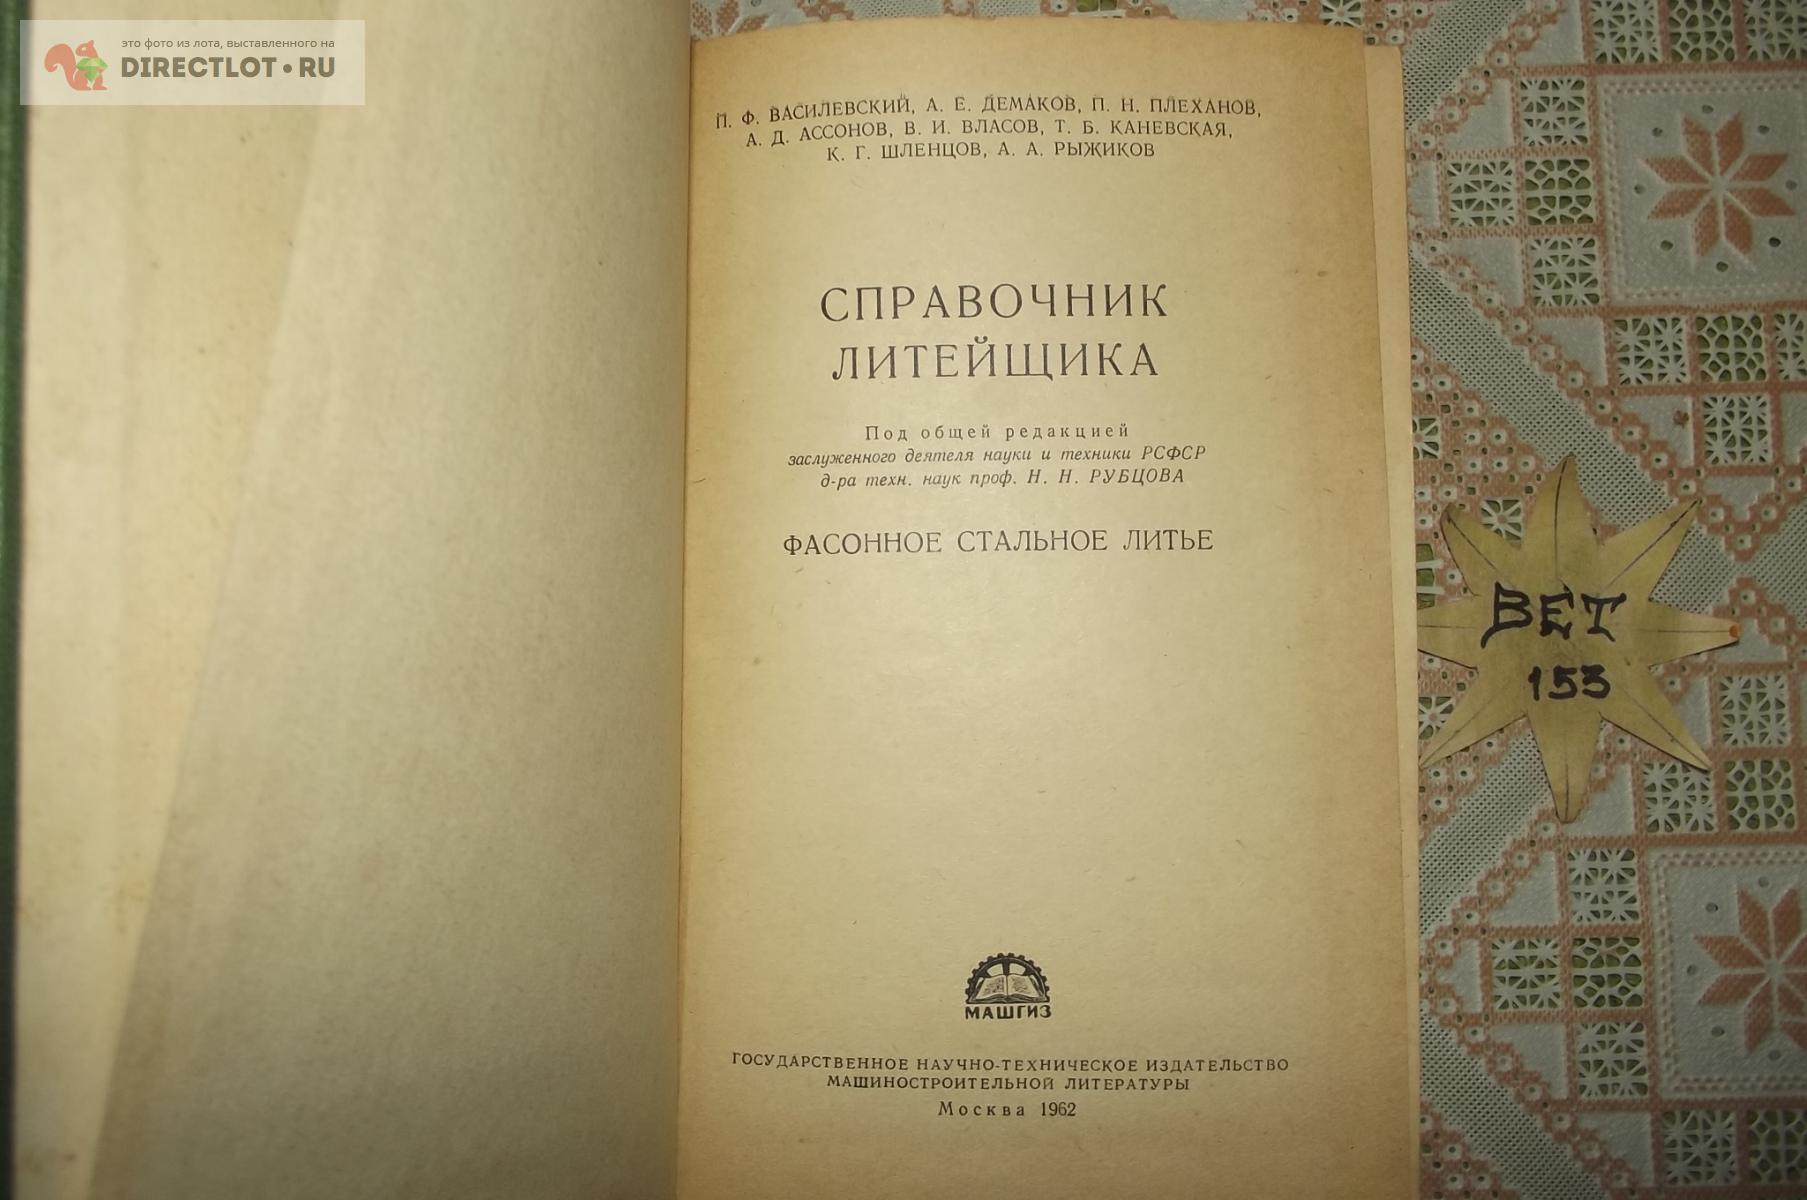 это фото из лота, выставленного на
DIRECTLOT•RU
П. Ф. ВАСИЛЕВСКИЙ, А. Е. ДЕМАКОВ, П. Н. ПЛЕХАНОВ,
А. Д. АССОНОВ, В. И. ВЛАСОВ, Т. Б. КАНЕВСКАЯ,
К. Г. ШЛЕНЦОВ, А. А. РЫЖИКОВ
СПРАВОЧНИК
ЛИТЕЙЩИКА
Под общей редакцией
заслуженного деятеля науки и техники РСФСР
д-ра техн. наук проф. Н. Н. РУБЦОВА
ФАСОННОЕ СТАЛЬНОЕ ЛИТЬЕ
ВЕТ
153
МАШГИЗ
ГОСУДАРСТВЕННОЕ НАУЧНО-ТЕХНИЧЕСКОЕ ИЗДАТЕЛЬСТВО
МАШИНОСТРОИТЕЛЬНОЙ ЛИТЕРАТУРЫ
Москва 1962